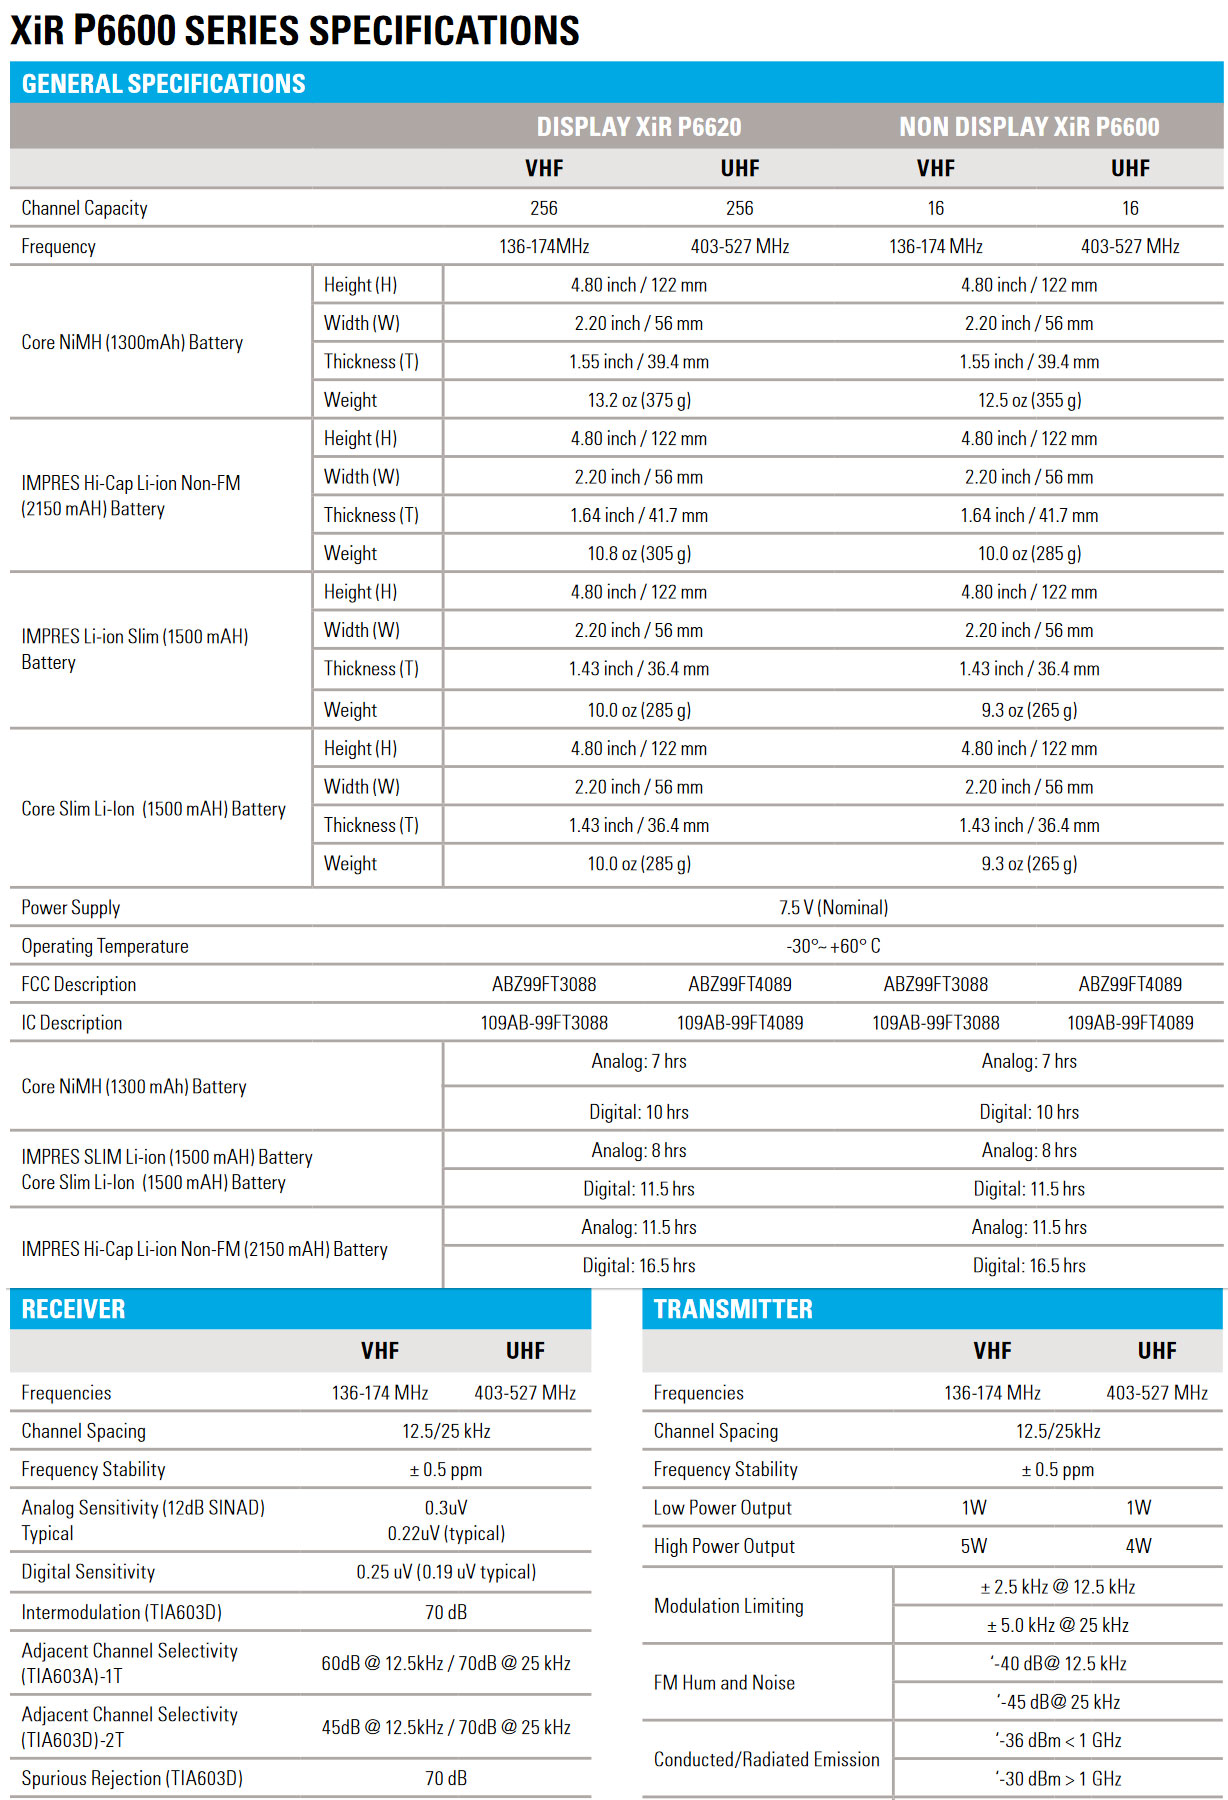 XiR P6600 SERIES SPECIFICATIONS
GENERAL SPECIFICATIONS
DISPLAY XiR P6620 NON DISPLAY XiR P6600
VHF UHF VHF UHF
Channel Capacity 256 256 16 16
Frequency 136-174MHz 403-527 MHz 136-174 MHz 403-527 MHz
Core NiMH (1300mAh) Battery
Height (H) 4.80 inch / 122 mm 4.80 inch / 122 mm
Width (W) 2.20 inch / 56 mm 2.20 inch / 56 mm
Thickness (T) 1.55 inch / 39.4 mm 1.55 inch / 39.4 mm
Weight 13.2 oz (375 g) 12.5 oz (355 g)
IMPRES Hi-Cap Li-ion Non-FM
(2150 mAH) Battery
Height (H) 4.80 inch / 122 mm 4.80 inch / 122 mm
Width (W) 2.20 inch / 56 mm 2.20 inch / 56 mm
Thickness (T) 1.64 inch / 41.7 mm 1.64 inch / 41.7 mm
Weight 10.8 oz (305 g) 10.0 oz (285 g)
IMPRES Li-ion Slim (1500 mAH)
Battery
Height (H) 4.80 inch / 122 mm 4.80 inch / 122 mm
Width (W) 2.20 inch / 56 mm 2.20 inch / 56 mm
Thickness (T) 1.43 inch / 36.4 mm 1.43 inch / 36.4 mm
Weight 10.0 oz (285 g) 9.3 oz (265 g)
Core Slim Li-Ion (1500 mAH) Battery
Height (H) 4.80 inch / 122 mm 4.80 inch / 122 mm
Width (W) 2.20 inch / 56 mm 2.20 inch / 56 mm
Thickness (T) 1.43 inch / 36.4 mm 1.43 inch / 36.4 mm
Weight 10.0 oz (285 g) 9.3 oz (265 g)
Power Supply 7.5 V (Nominal)
Operating Temperature -30°~ +60° C
FCC Description ABZ99FT3088 ABZ99FT4089 ABZ99FT3088 ABZ99FT4089
IC Description 109AB-99FT3088 109AB-99FT4089 109AB-99FT3088 109AB-99FT4089
Core NiMH (1300 mAh) Battery
Analog: 7 hrs Analog: 7 hrs
Digital: 10 hrs Digital: 10 hrs
IMPRES SLIM Li-ion (1500 mAH) Battery
Core Slim Li-Ion (1500 mAH) Battery
Analog: 8 hrs Analog: 8 hrs
Digital: 11.5 hrs Digital: 11.5 hrs
IMPRES Hi-Cap Li-ion Non-FM (2150 mAH) Battery
Analog: 11.5 hrs Analog: 11.5 hrs
Digital: 16.5 hrs Digital: 16.5 hrs
RECEIVER
VHF UHF
Frequencies 136-174 MHz 403-527 MHz
Channel Spacing 12.5/25 kHz
Frequency Stability ± 0.5 ppm
Analog Sensitivity (12dB SINAD) 0.3uV
Typical 0.22uV (typical)
Digital Sensitivity 0.25 uV (0.19 uV typical)
Intermodulation (TIA603D) 70 dB
Adjacent Channel Selectivity
(TIA603A)-1T
60dB @ 12.5kHz / 70dB @ 25 kHz
Adjacent Channel Selectivity
(TIA603D)-2T
45dB @ 12.5kHz / 70dB @ 25 kHz
Spurious Rejection (TIA603D) 70 dB
TRANSMITTER
VHF UHF
Frequencies 136-174 MHz 403-527 MHz
Channel Spacing 12.5/25kHz
Frequency Stability ± 0.5 ppm
Low Power Output 1W 1W
High Power Output 5W 4W
Modulation Limiting
± 2.5 kHz @ 12.5 kHz
± 5.0 kHz @ 25 kHz
FM Hum and Noise
‘-40 dB@ 12.5 kHz
‘-45 dB@ 25 kHz
Conducted/Radiated Emission
‘-36 dBm < 1 GHz
‘-30 dBm > 1 GHz